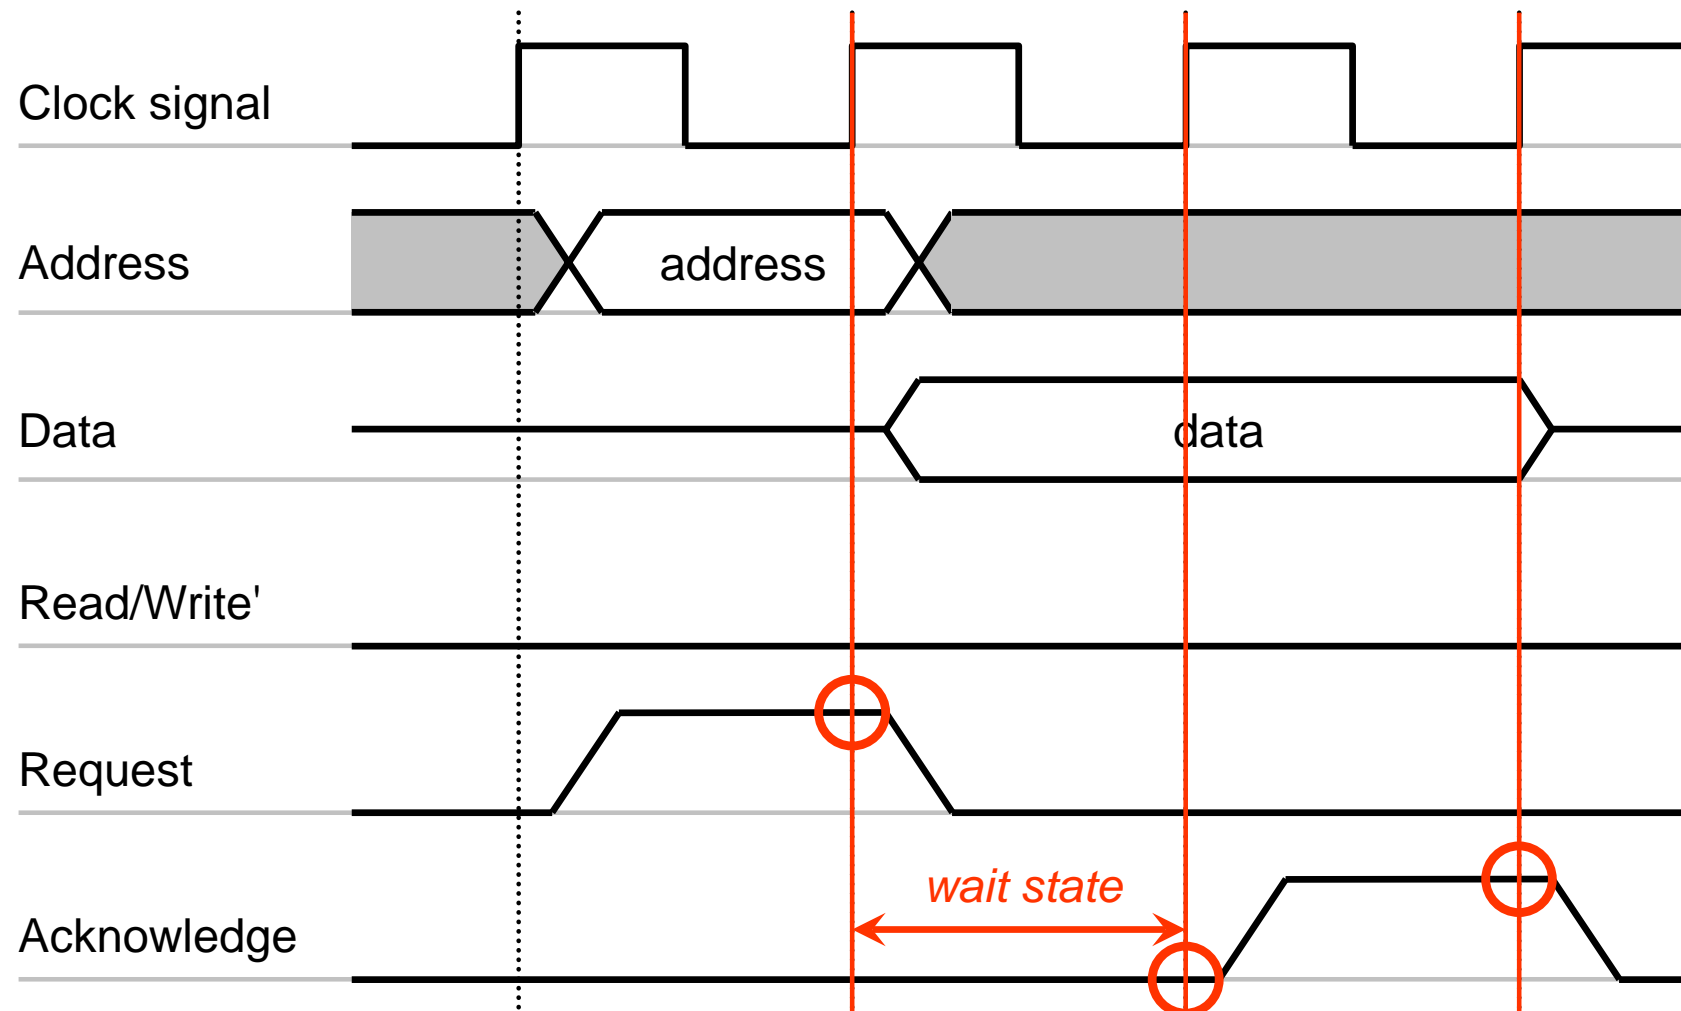 Clock signal
Address
address
Data
data
Read/Write'
Request
wait state
Acknowledge